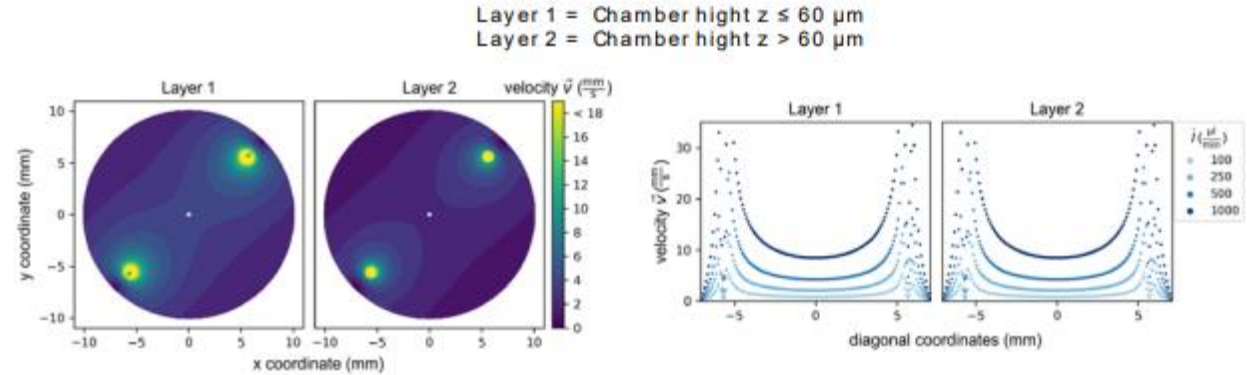 Layer 1 = Chamber hight z ≤ 60 µm
Layer 2 = Chamber hight z > 60 µm
Layer 1
Layer 2
velocity v⃗ (mm/s)
10
5
0
−5
−10
y coordinate (mm)
−10 −5 0 5 10
−10 −5 0 5 10
x coordinate (mm)
< 18
16
14
12
10
8
6
4
2
0
Layer 1
Layer 2
velocity v⃗ (mm/s)
30
20
10
0
−5 0 5
−5 0 5
diagonal coordinates (mm)
i̇ (µl/min)
100
250
500
1000